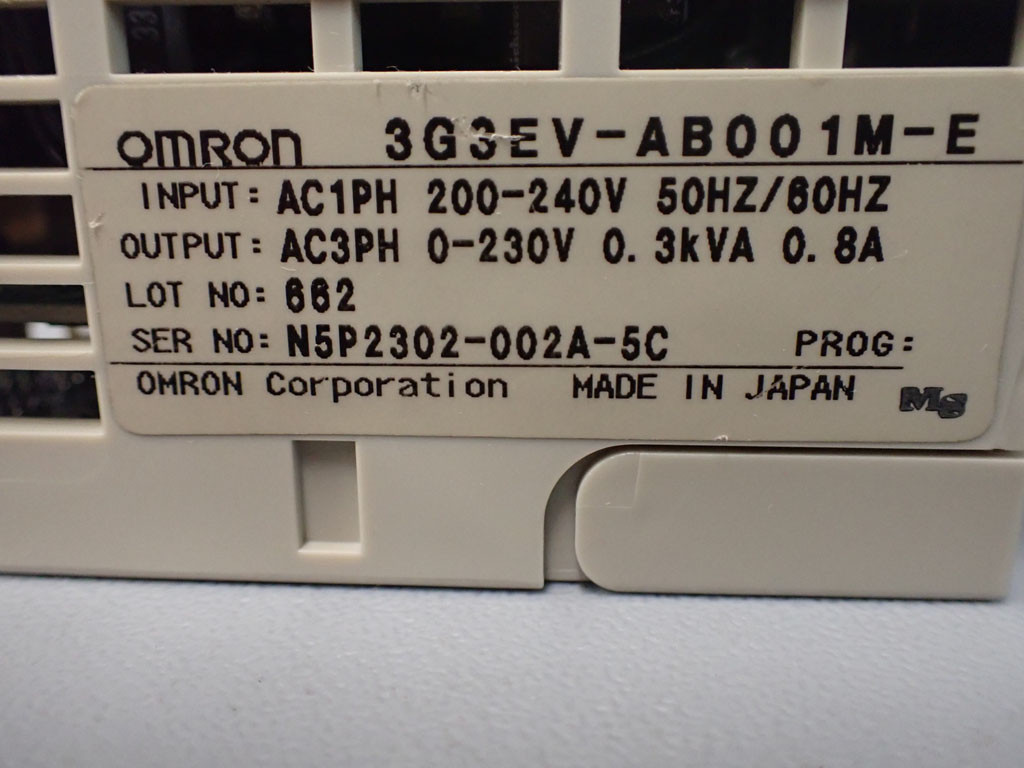 OMRON 3G3EV-AB001M-E
INPUT: AC1PH 200-240V 50HZ/60HZ
OUTPUT: AC3PH 0-230V 0.3kVA 0.8A
LOT NO: 662
SER NO: N5P2302-002A-5C PROG:
OMRON Corporation MADE IN JAPAN